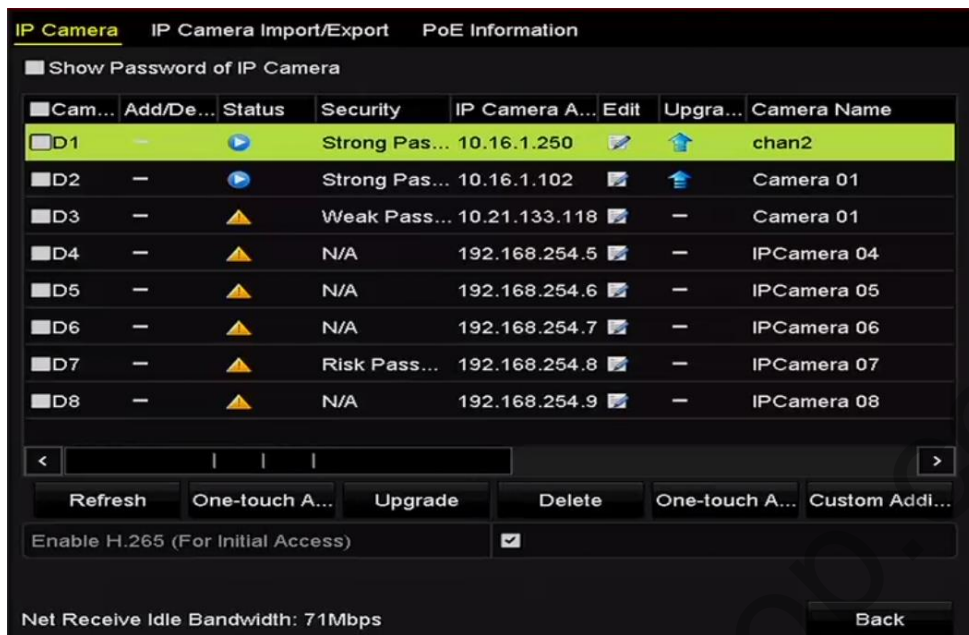 IP Camera IP Camera Import/Export PoE Information
Show Password of IP Camera
Cam... Add/De... Status Security IP Camera A... Edit Upgra... Camera Name
D1 — Strong Pas... 10.16.1.250 chan2
D2 — Strong Pas... 10.16.1.102 Camera 01
D3 — Weak Pass... 10.21.133.118 — Camera 01
D4 — N/A 192.168.254.5 — IPCamera 04
D5 — N/A 192.168.254.6 — IPCamera 05
D6 — N/A 192.168.254.7 — IPCamera 06
D7 — Risk Pass... 192.168.254.8 — IPCamera 07
D8 — N/A 192.168.254.9 — IPCamera 08
< >
Refresh One-touch A... Upgrade Delete One-touch A... Custom Addi...
Enable H.265 (For Initial Access)
Net Receive Idle Bandwidth: 71Mbps Back